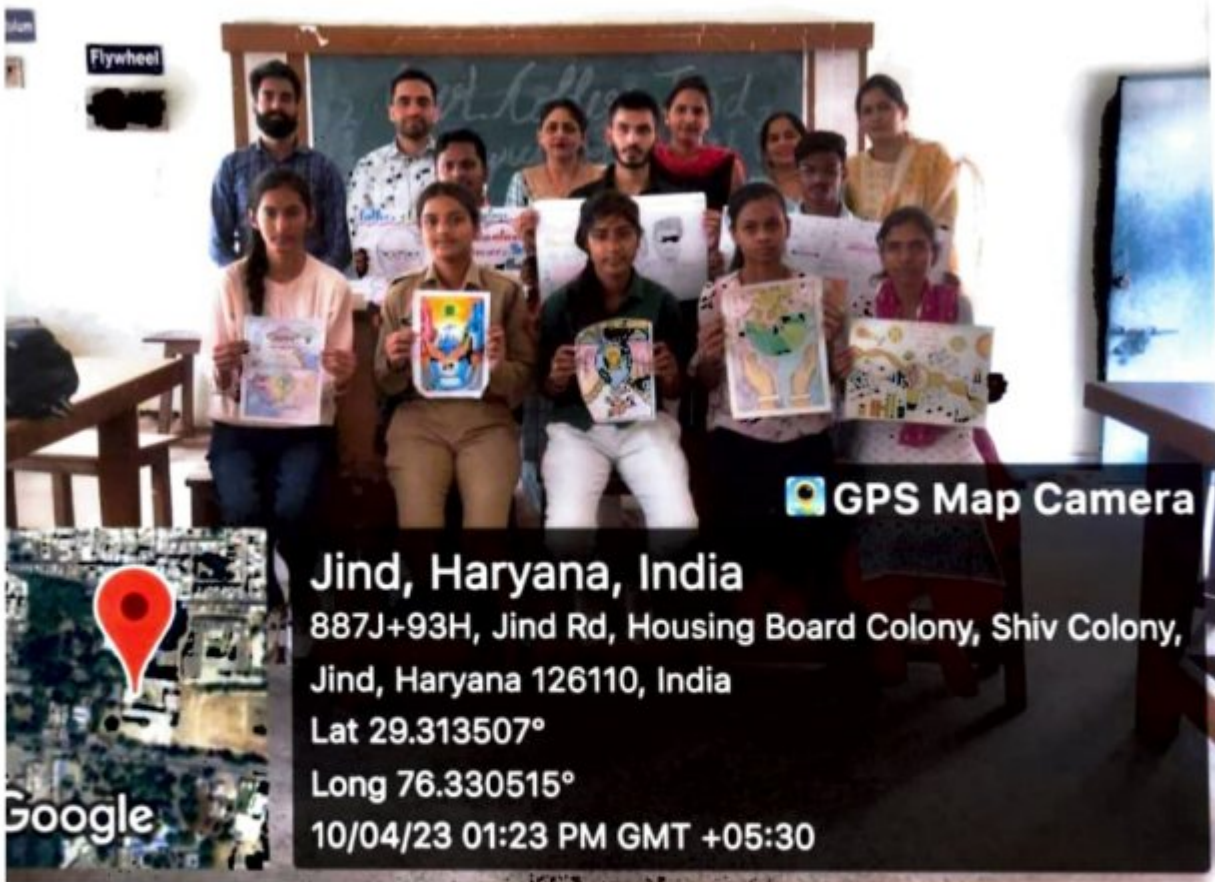 Flywheel
GPS Map Camera
Jind, Haryana, India
887J+93H, Jind Rd, Housing Board Colony, Shiv Colony,
Jind, Haryana 126110, India
Lat 29.313507°
Long 76.330515°
10/04/23 01:23 PM GMT +05:30
Google